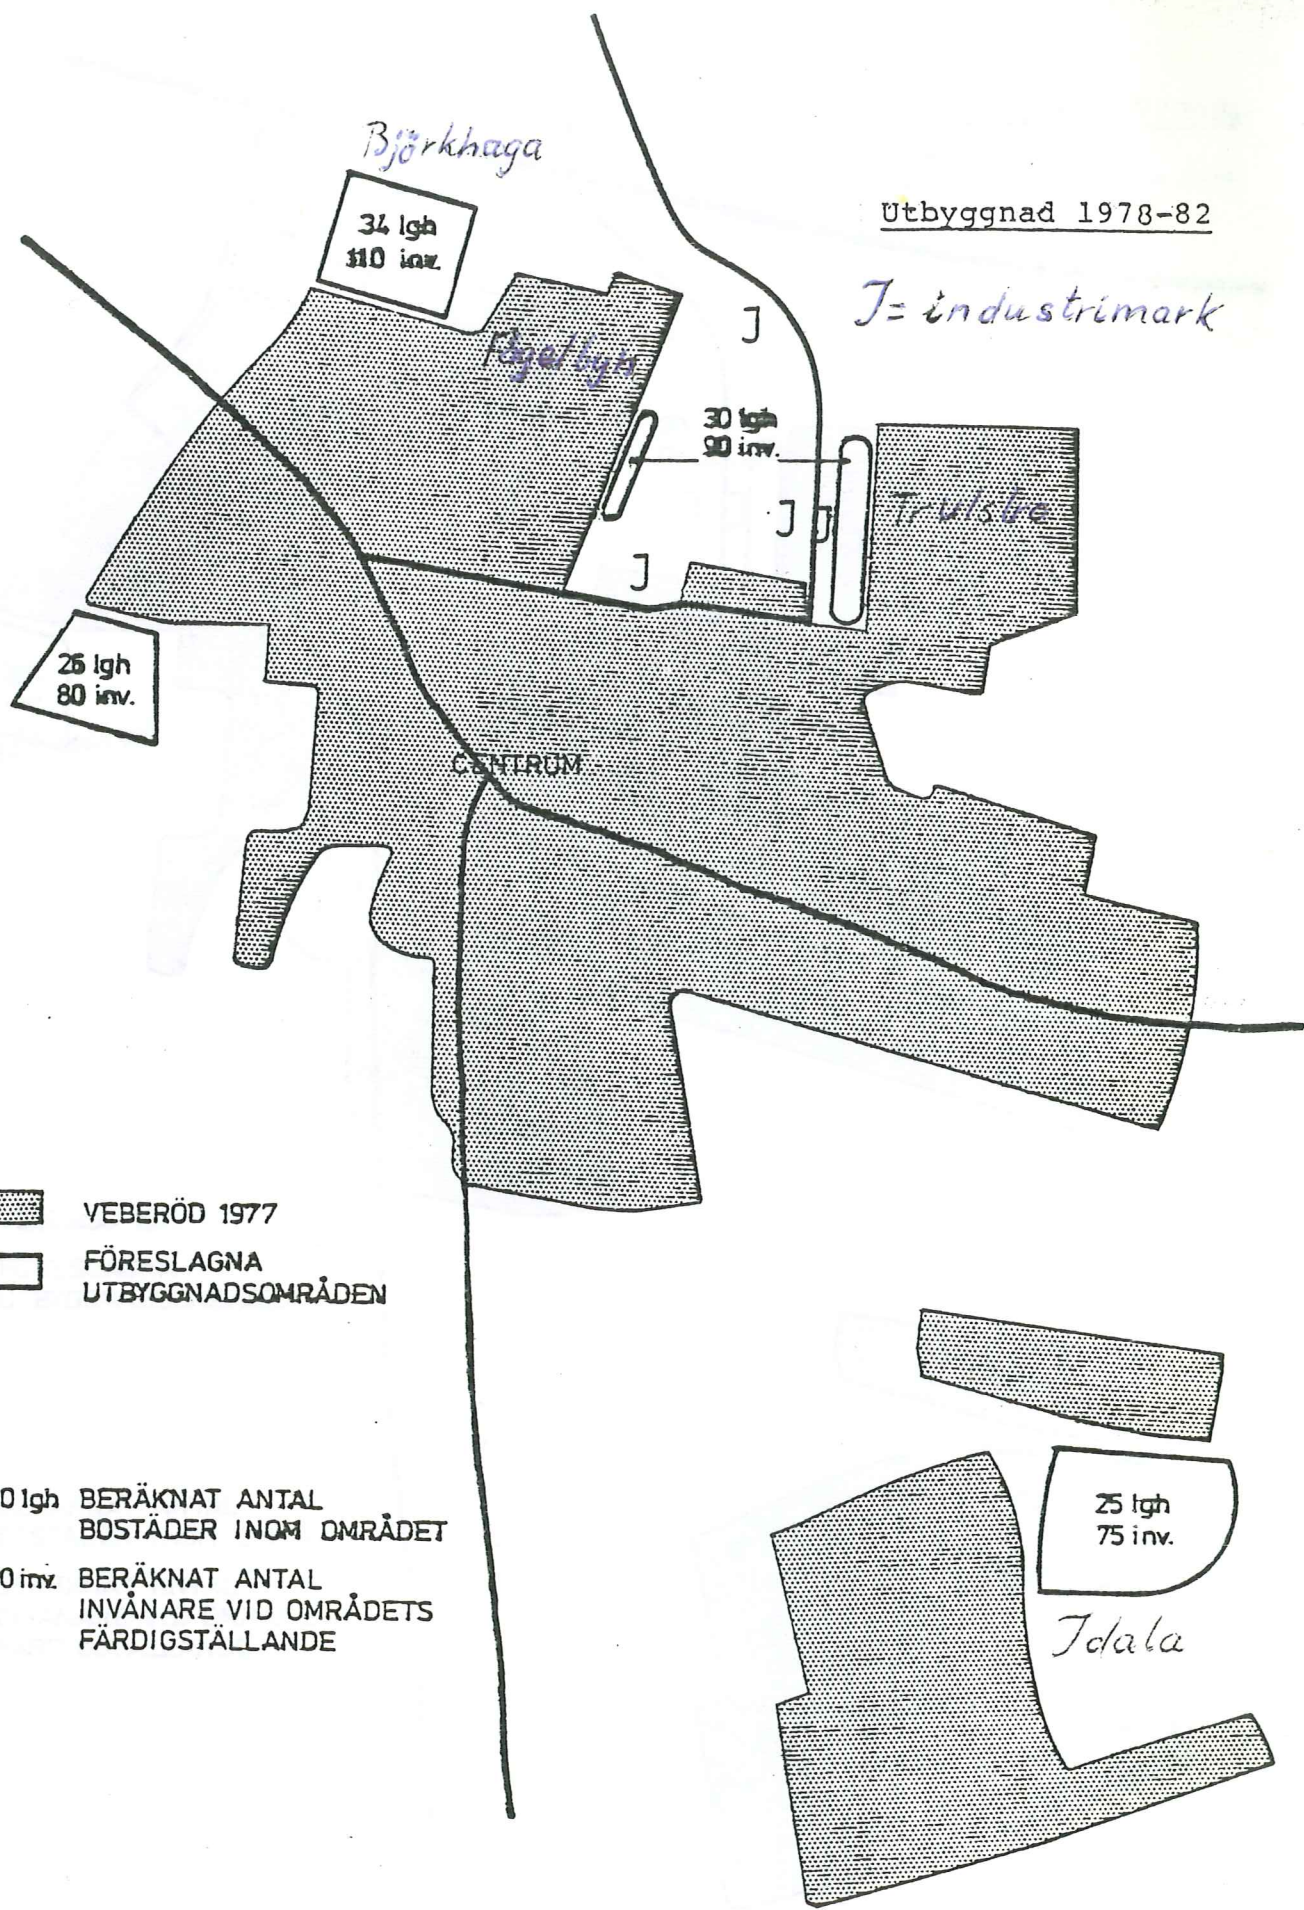 Björkhaga
34 lgh
110 inv.
Utbyggnad 1978-82
J= industrimark
Fågelbyn
J
30 lgh
90 inv.
J
J
Trulsbo
J
26 lgh
80 inv.
CENTRUM
VEBERÖD 1977
FÖRESLAGNA
UTBYGGNADSOMRÅDEN
0 lgh BERÄKNAT ANTAL
BOSTÄDER INOM OMRÅDET
0 inv. BERÄKNAT ANTAL
INVÅNARE VID OMRÅDETS
FÄRDIGSTÄLLANDE
25 lgh
75 inv.
Idala